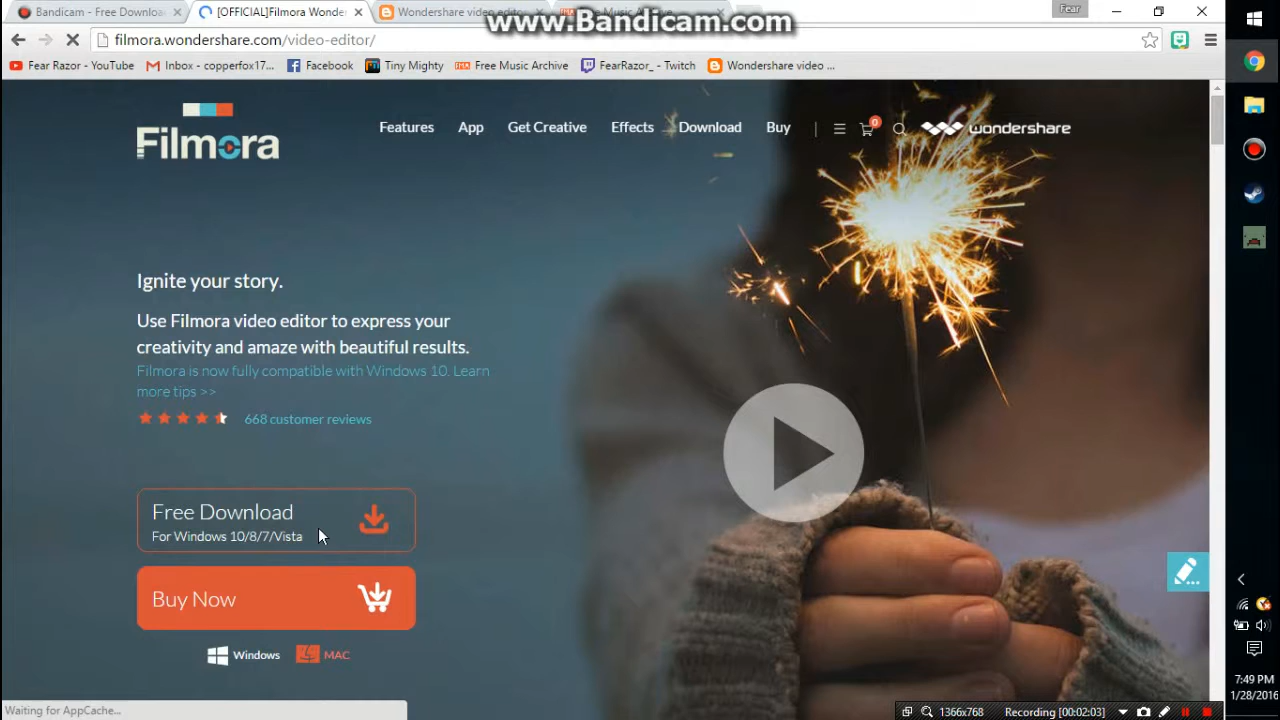 Bandicam - Free Downloa
[OFFICIAL]Filmora Wonder
Wondershare video editor
www.Bandicam.com
Fear
filmora.wondershare.com/video-editor/
Fear Razor - YouTube
Inbox - copperfox17...
Facebook
Tiny Mighty
Free Music Archive
FearRazor_ - Twitch
Wondershare video ...
Filmora
Features
App
Get Creative
Effects
Download
Buy
0
wondershare
Ignite your story.
Use Filmora video editor to express your
creativity and amaze with beautiful results.
Filmora is now fully compatible with Windows 10. Learn
more tips >>
668 customer reviews
Free Download
For Windows 10/8/7/Vista
Buy Now
Windows
MAC
Waiting for AppCache...
1366x768
Recording [00:02:03]
7:49 PM
1/28/2016